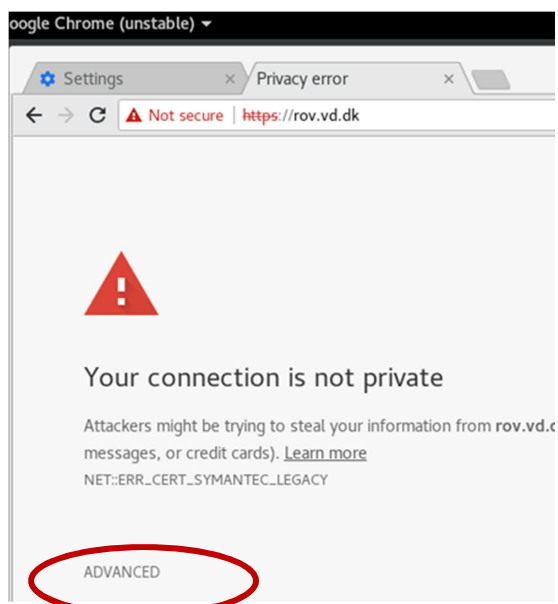 oogle Chrome (unstable)
Settings
Privacy error
Not secure https://rov.vd.dk
Your connection is not private
Attackers might be trying to steal your information from rov.vd.
messages, or credit cards). Learn more
NET::ERR_CERT_SYMANTEC_LEGACY
ADVANCED